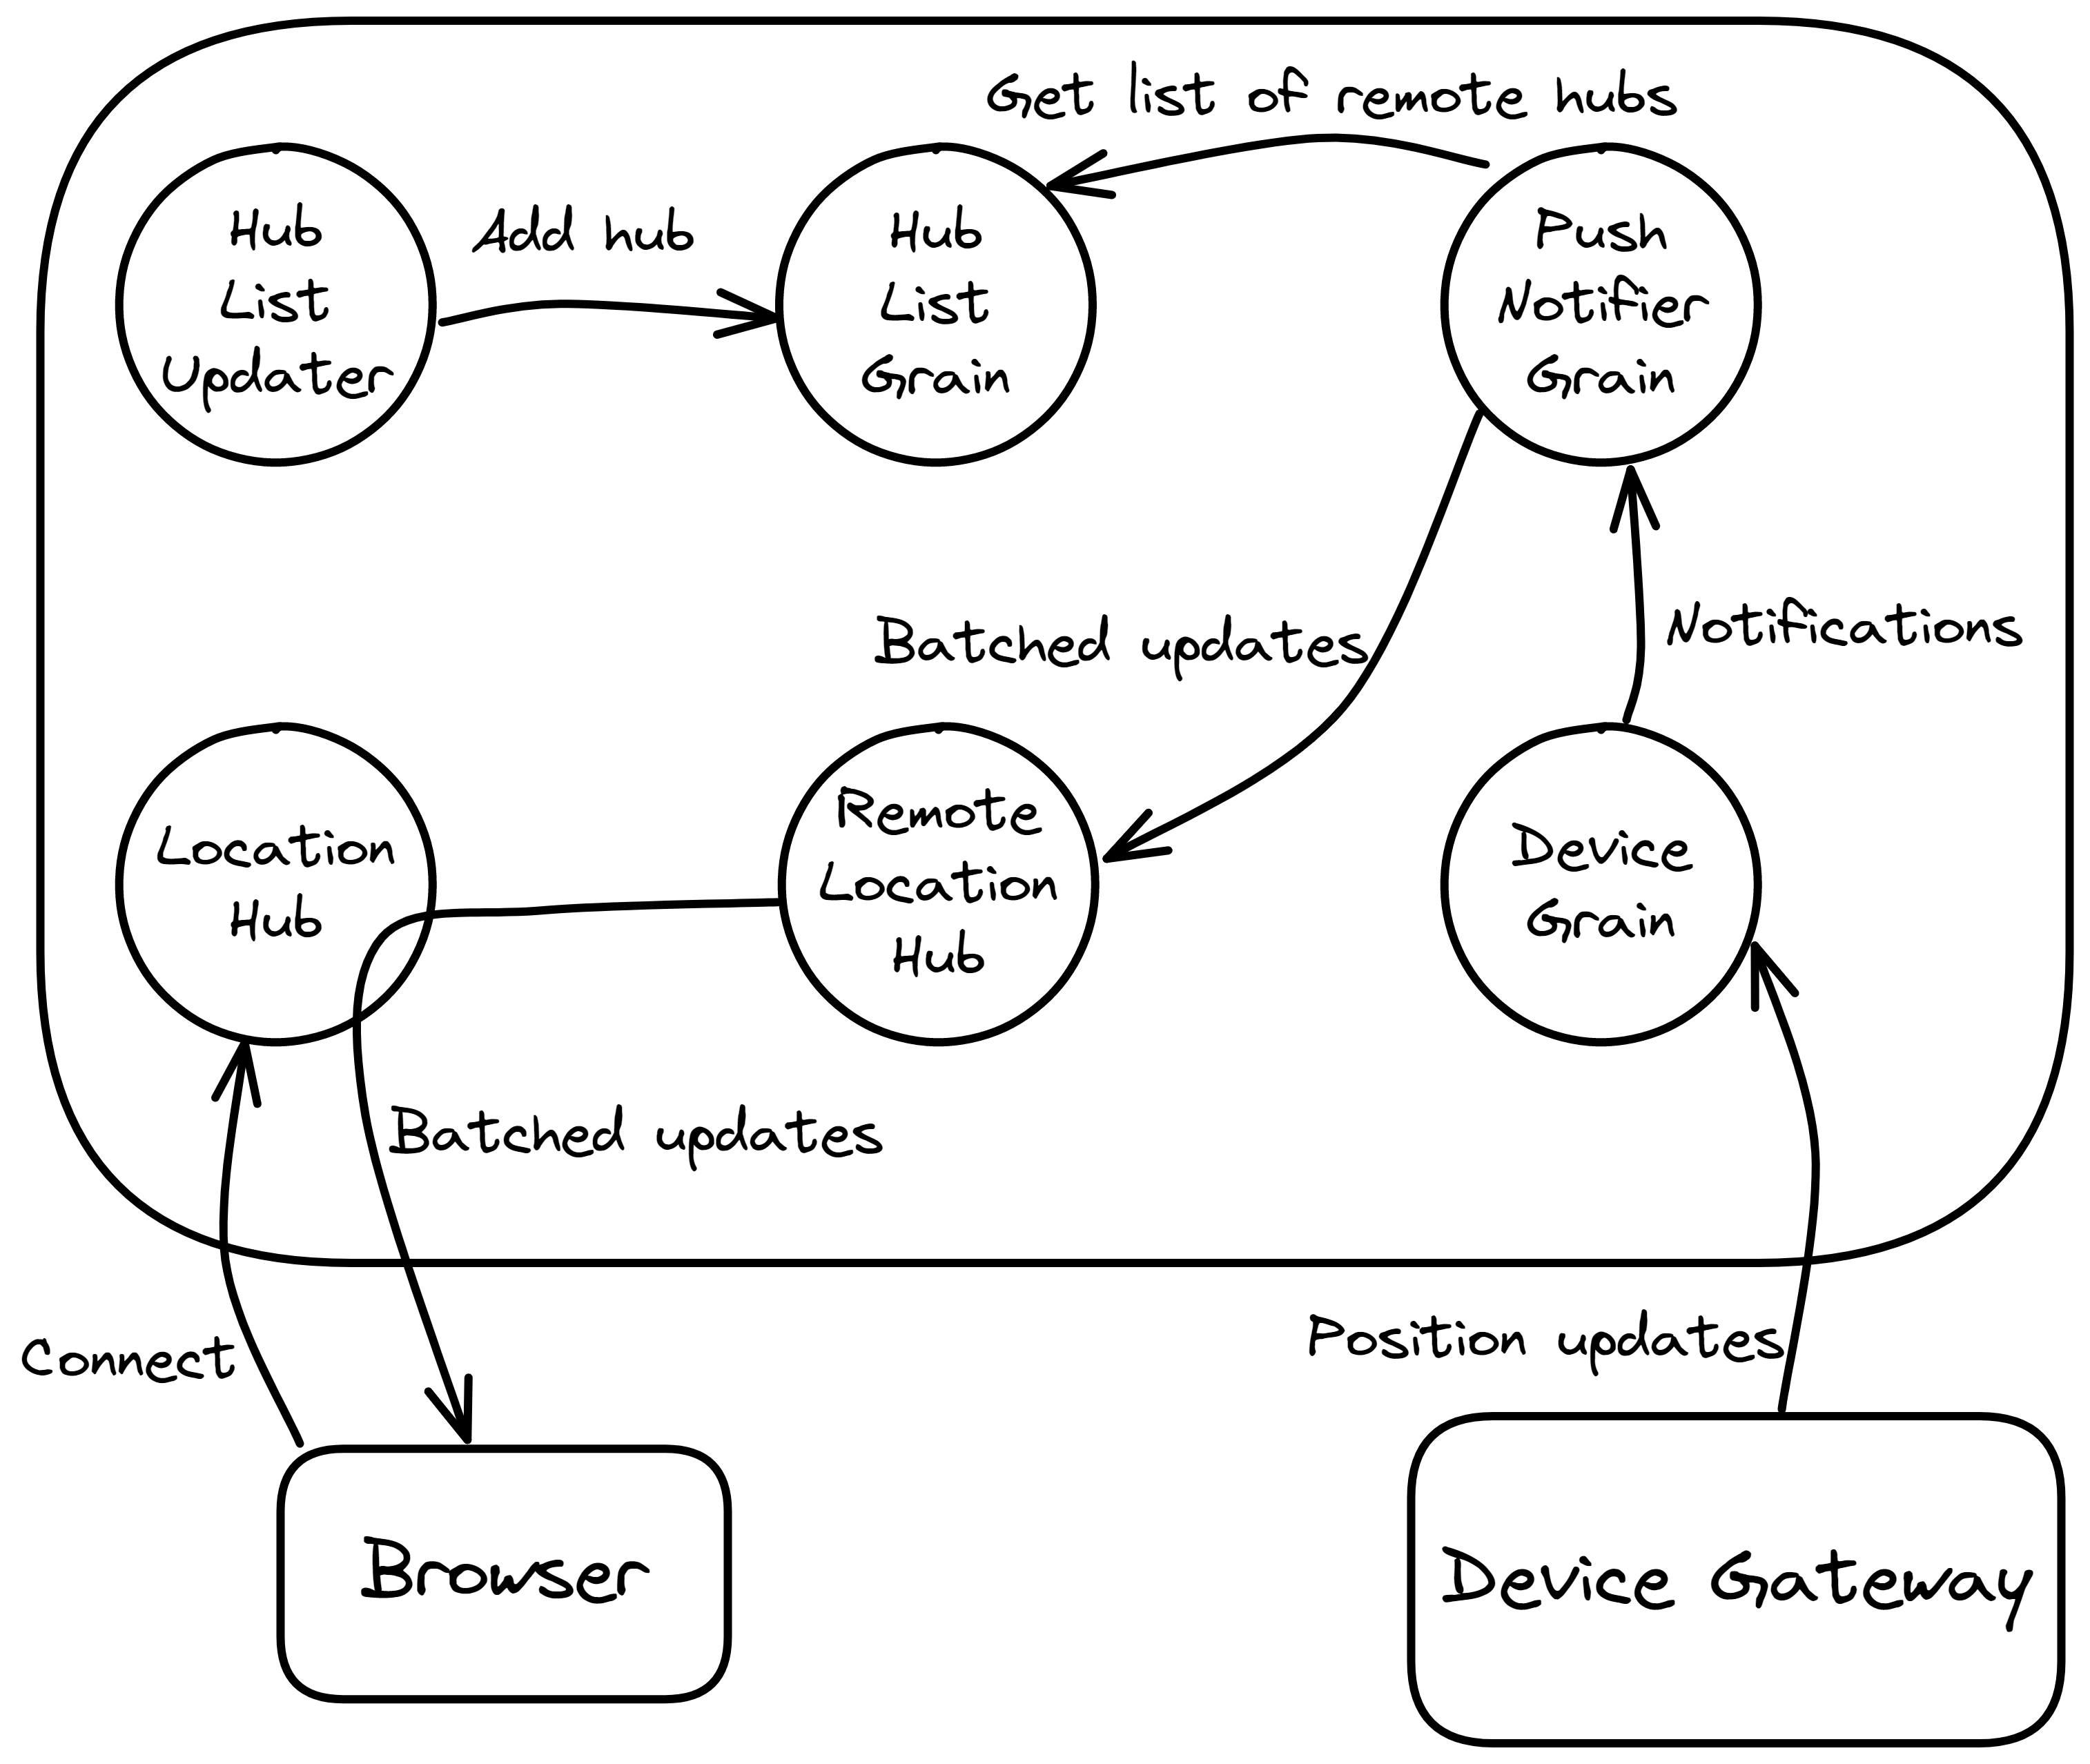 Get list of remote hubs
Hub
List
Updater
Add hub
Hub
List
Grain
Push
Notifier
Grain
Batched updates
Notifications
Location
Hub
Remote
Location
Hub
Device
Grain
Batched updates
Connect
Position updates
Browser
Device Gateway